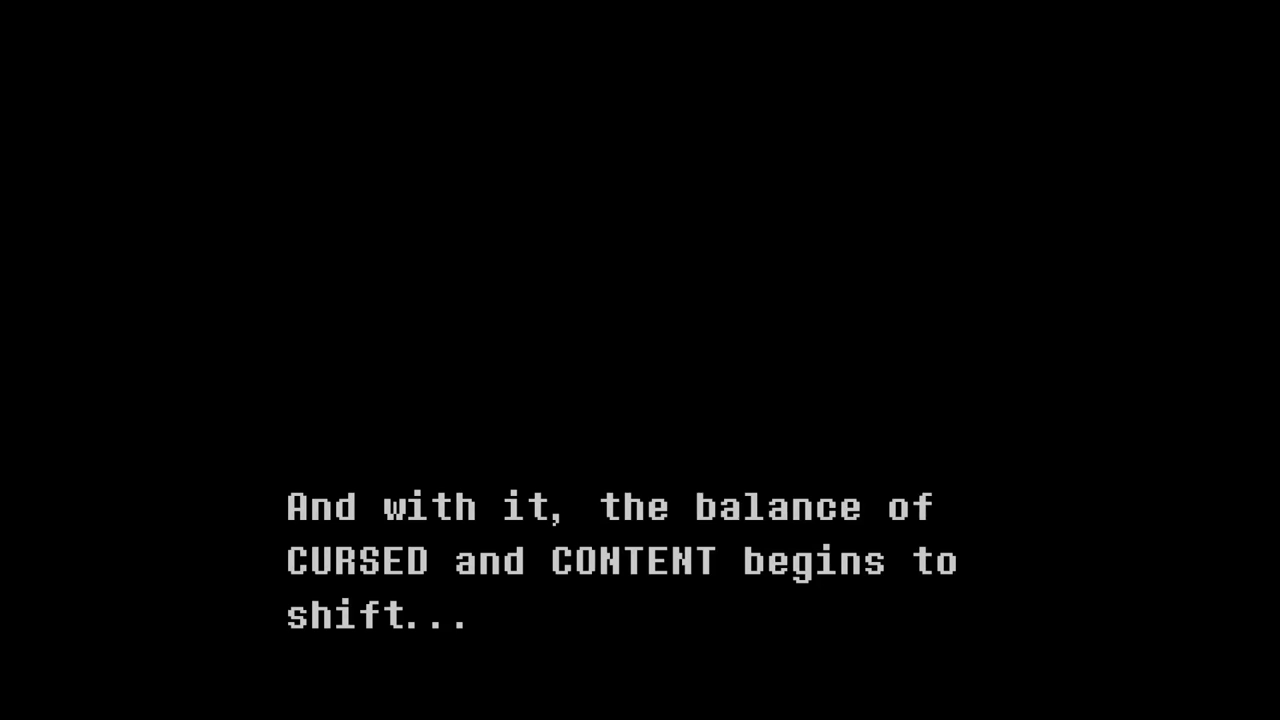 And with it, the balance of
CURSED and CONTENT begins to
shift...